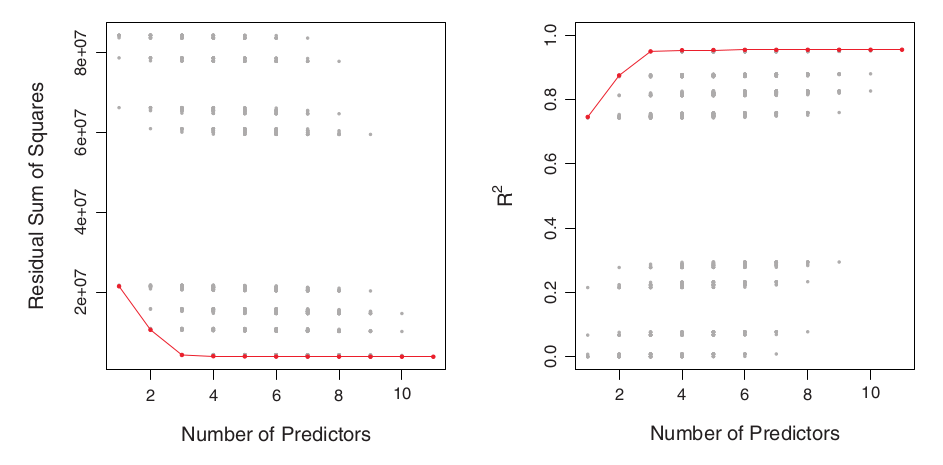 Residual Sum of Squares
8e+07
6e+07
4e+07
2e+07
2 4 6 8 10
Number of Predictors
R²
1.0
0.8
0.6
0.4
0.2
0.0
2 4 6 8 10
Number of Predictors